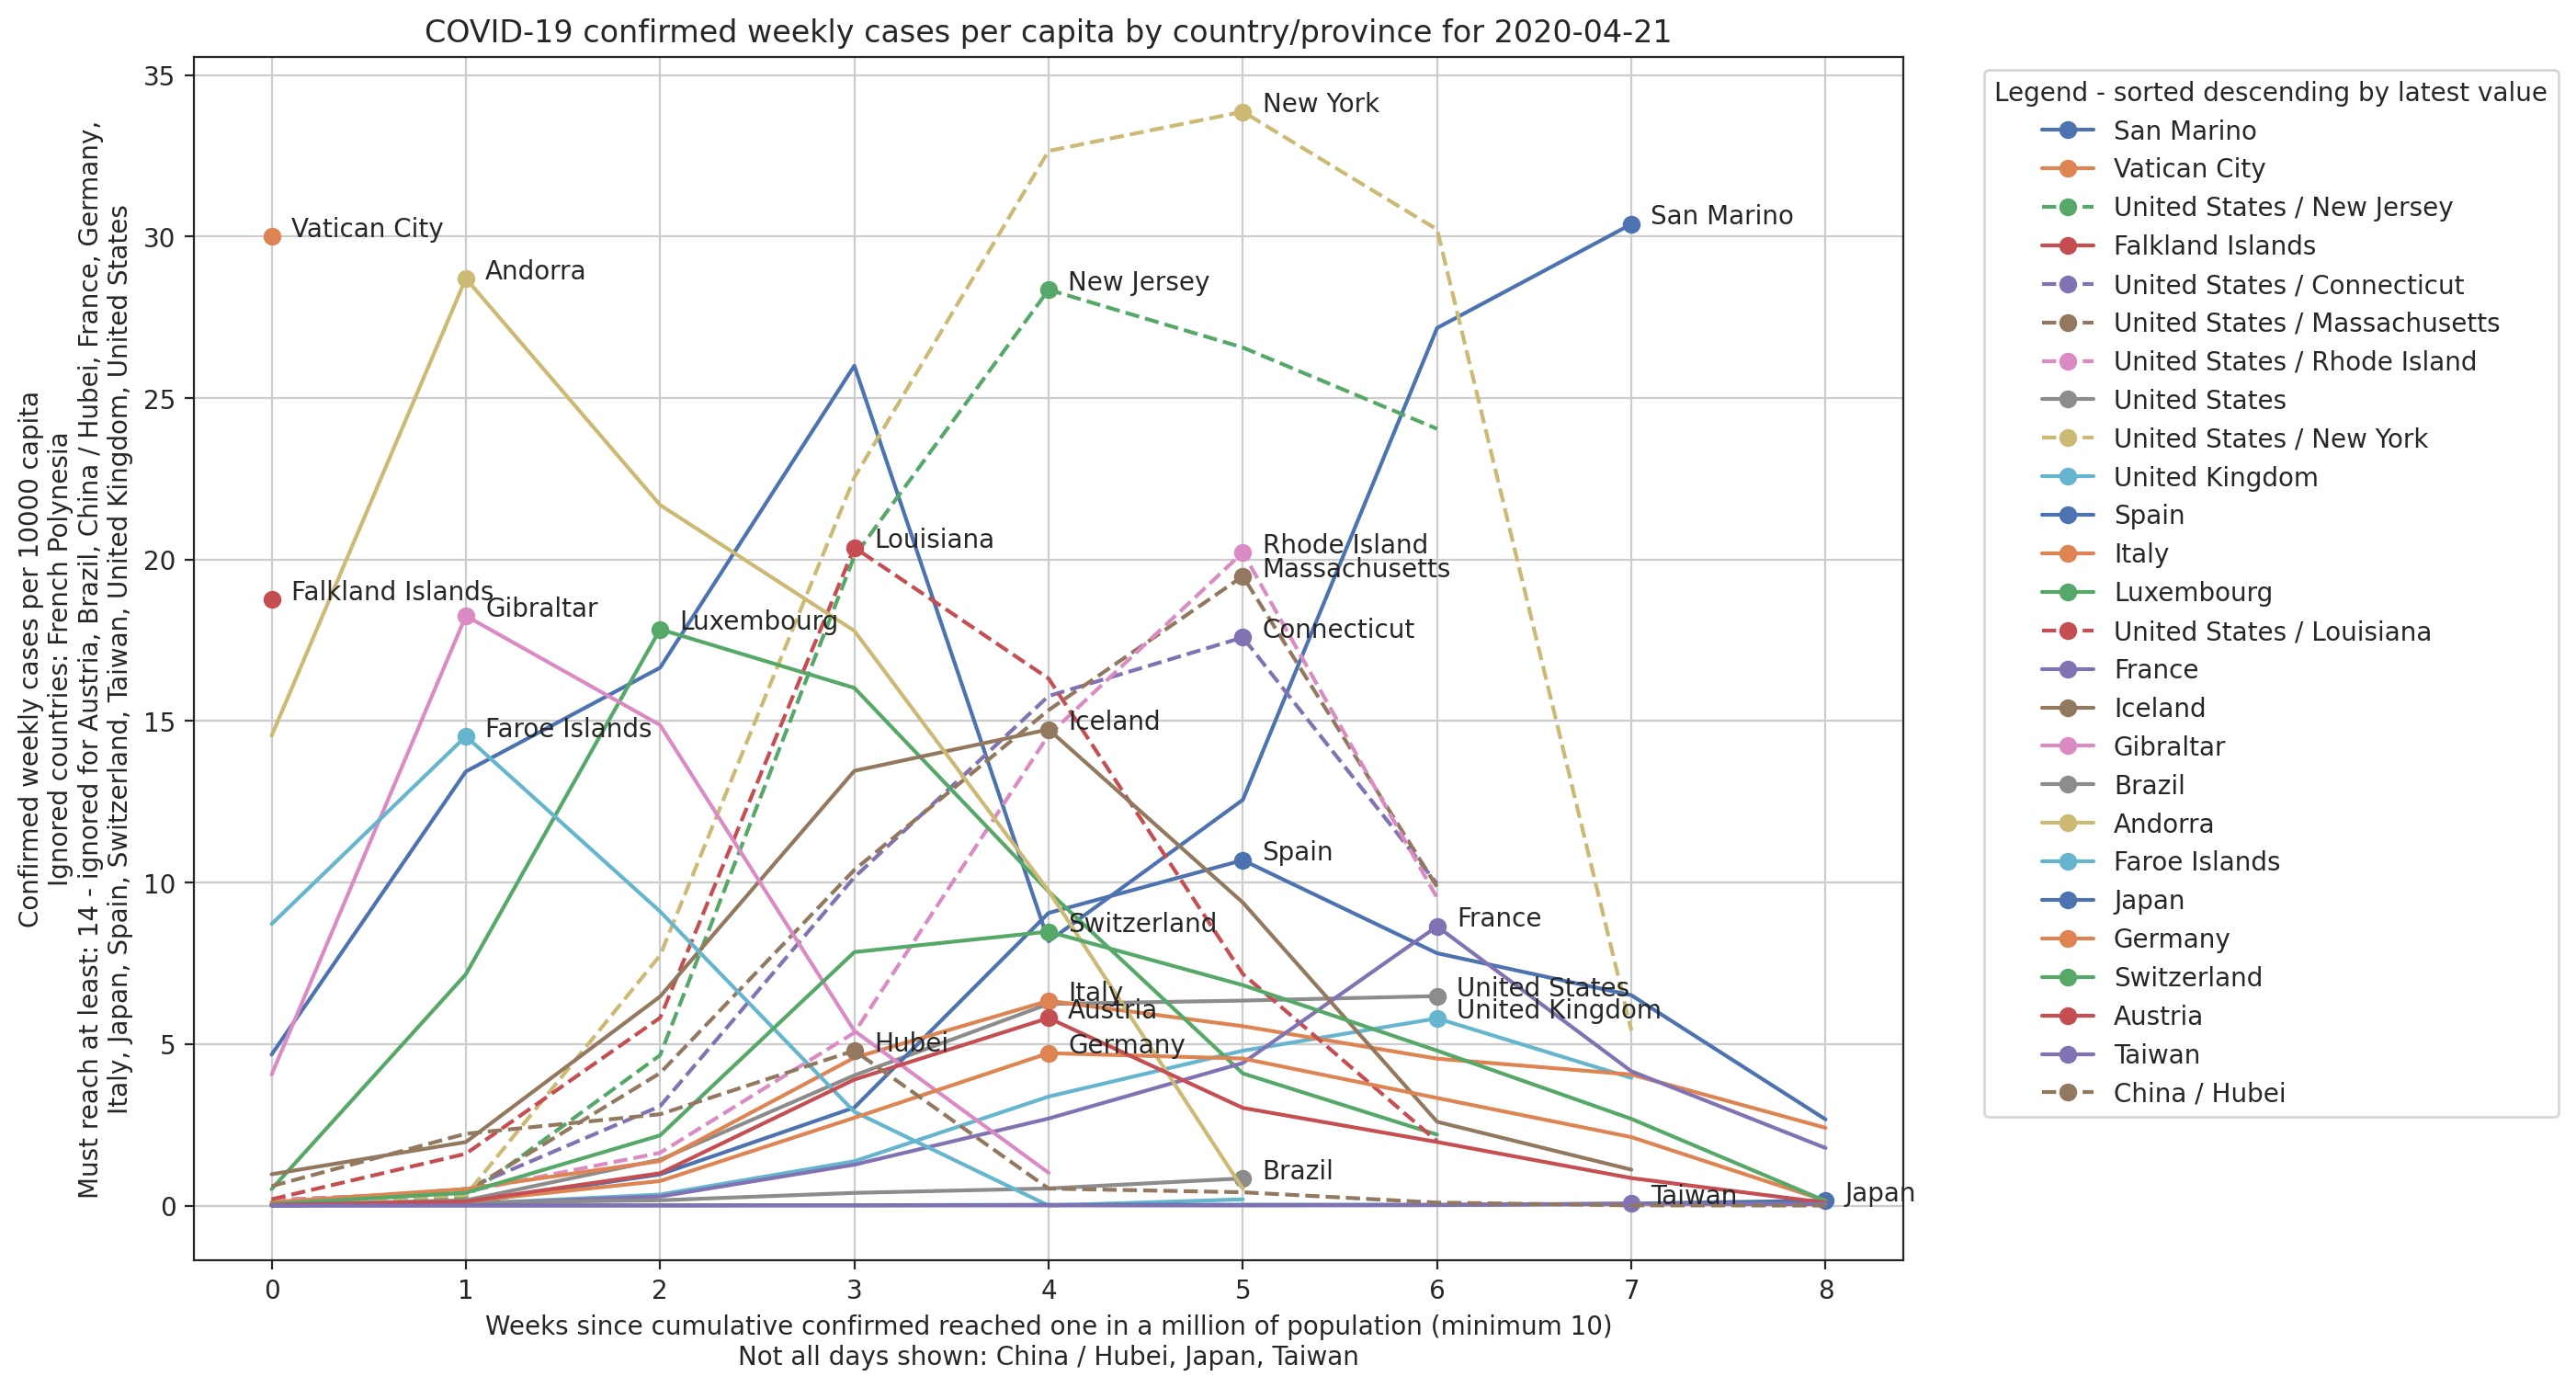 COVID-19 confirmed weekly cases per capita by country/province for 2020-04-21
Confirmed weekly cases per 10000 capita
Ignored countries: French Polynesia
Must reach at least: 14 - ignored for Austria, Brazil, China / Hubei, France, Germany,
Italy, Japan, Spain, Switzerland, Taiwan, United Kingdom, United States
35
30
25
20
15
10
5
0
New York
San Marino
Vatican City
Andorra
New Jersey
Louisiana
Rhode Island
Massachusetts
Falkland Islands
Gibraltar
Luxembourg
Connecticut
Faroe Islands
Iceland
Spain
Switzerland
France
Italy
Austria
United States
United Kingdom
Hubei
Germany
Brazil
Taiwan
Japan
0
1
2
3
4
5
6
7
8
Weeks since cumulative confirmed reached one in a million of population (minimum 10)
Not all days shown: China / Hubei, Japan, Taiwan
Legend - sorted descending by latest value
San Marino
Vatican City
United States / New Jersey
Falkland Islands
United States / Connecticut
United States / Massachusetts
United States / Rhode Island
United States
United States / New York
United Kingdom
Spain
Italy
Luxembourg
United States / Louisiana
France
Iceland
Gibraltar
Brazil
Andorra
Faroe Islands
Japan
Germany
Switzerland
Austria
Taiwan
China / Hubei